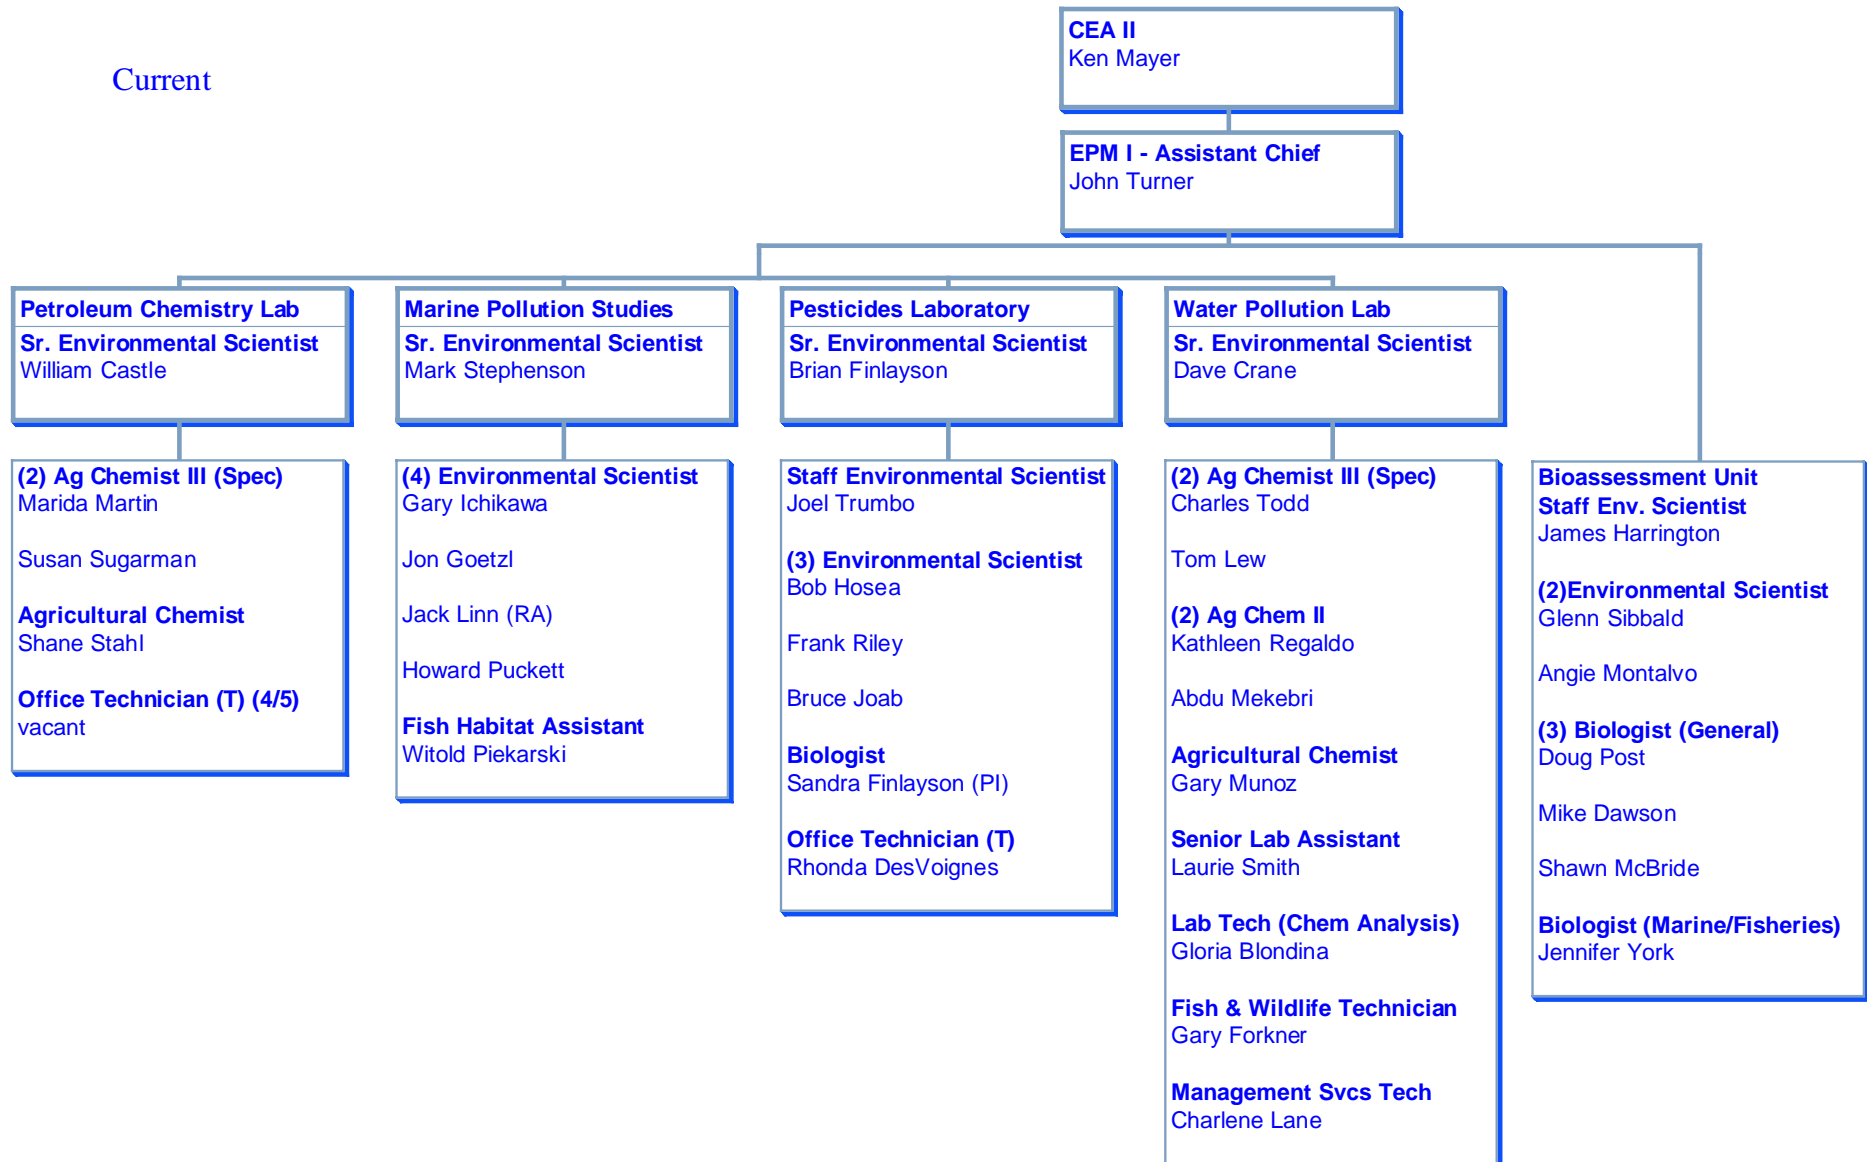 Current
CEA II
Ken Mayer
EPM I - Assistant Chief
John Turner
Petroleum Chemistry Lab
Sr. Environmental Scientist
William Castle
Marine Pollution Studies
Sr. Environmental Scientist
Mark Stephenson
Pesticides Laboratory
Sr. Environmental Scientist
Brian Finlayson
Water Pollution Lab
Sr. Environmental Scientist
Dave Crane
(2) Ag Chemist III (Spec)
Marida Martin
Susan Sugarman
Agricultural Chemist
Shane Stahl
Office Technician (T) (4/5)
vacant
(4) Environmental Scientist
Gary Ichikawa
Jon Goetzl
Jack Linn (RA)
Howard Puckett
Fish Habitat Assistant
Witold Piekarski
Staff Environmental Scientist
Joel Trumbo
(3) Environmental Scientist
Bob Hosea
Frank Riley
Bruce Joab
Biologist
Sandra Finlayson (PI)
Office Technician (T)
Rhonda DesVoignes
(2) Ag Chemist III (Spec)
Charles Todd
Tom Lew
(2) Ag Chem II
Kathleen Regaldo
Abdu Mekebri
Agricultural Chemist
Gary Munoz
Senior Lab Assistant
Laurie Smith
Lab Tech (Chem Analysis)
Gloria Blondina
Fish & Wildlife Technician
Gary Forkner
Management Svcs Tech
Charlene Lane
Bioassessment Unit
Staff Env. Scientist
James Harrington
(2)Environmental Scientist
Glenn Sibbald
Angie Montalvo
(3) Biologist (General)
Doug Post
Mike Dawson
Shawn McBride
Biologist (Marine/Fisheries)
Jennifer York